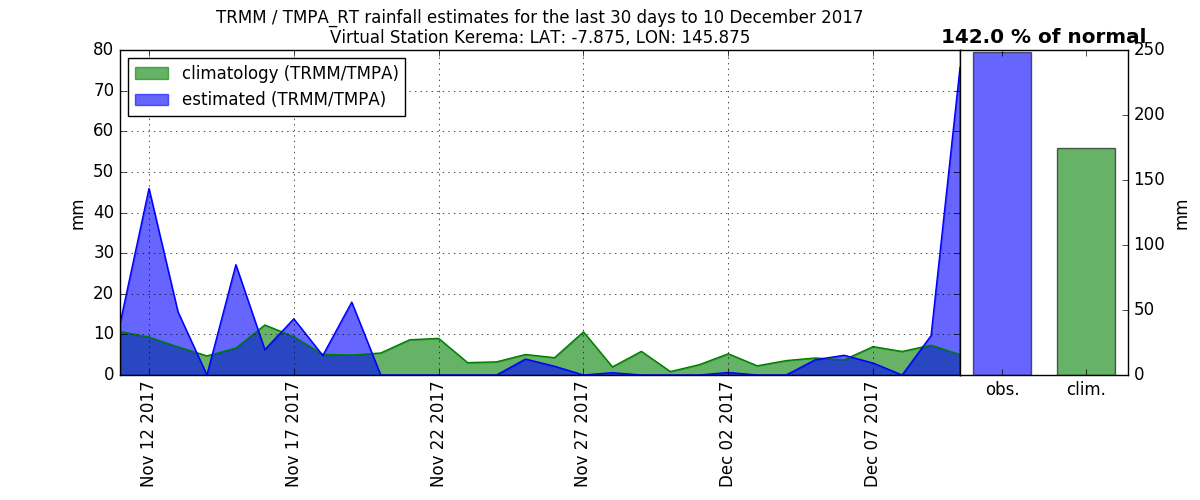 TRMM / TMPA_RT rainfall estimates for the last 30 days to 10 December 2017
Virtual Station Kerema: LAT: -7.875, LON: 145.875
142.0 % of normal
climatology (TRMM/TMPA)
estimated (TRMM/TMPA)
80
70
60
50
40
30
20
10
0
mm
Nov 12 2017
Nov 17 2017
Nov 22 2017
Nov 27 2017
Dec 02 2017
Dec 07 2017
obs.
clim.
250
200
150
100
50
0
mm